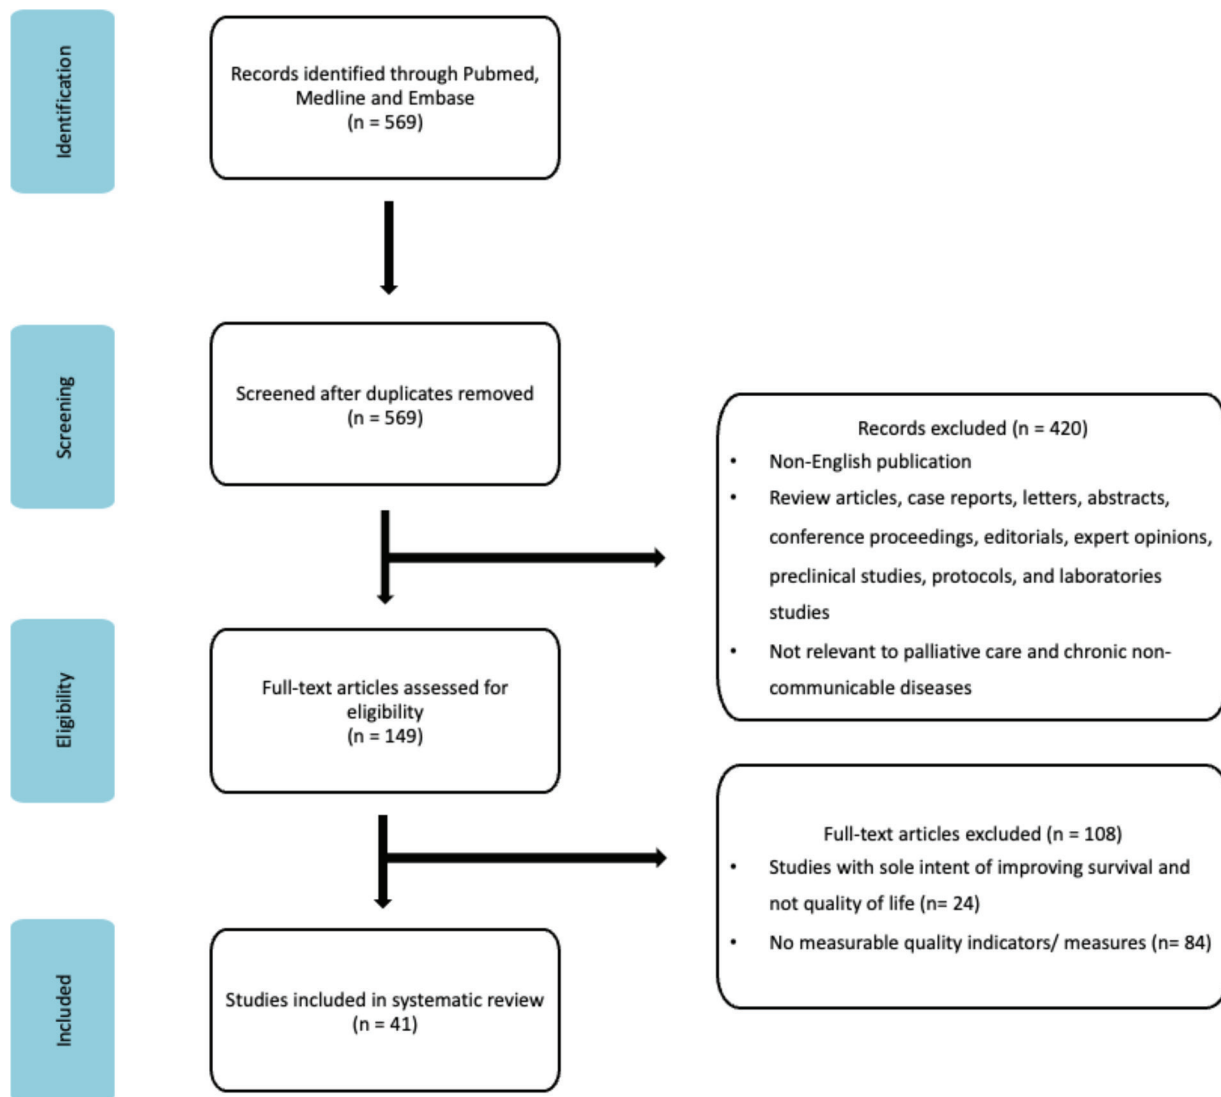 Identification
Records identified through Pubmed,
Medline and Embase
(n = 569)
Screening
Screened after duplicates removed
(n = 569)
Records excluded (n = 420)
• Non-English publication
• Review articles, case reports, letters, abstracts,
conference proceedings, editorials, expert opinions,
preclinical studies, protocols, and laboratories
studies
• Not relevant to palliative care and chronic non-
communicable diseases
Eligibility
Full-text articles assessed for
eligibility
(n = 149)
Full-text articles excluded (n = 108)
• Studies with sole intent of improving survival and
not quality of life (n= 24)
• No measurable quality indicators/ measures (n= 84)
Included
Studies included in systematic review
(n = 41)